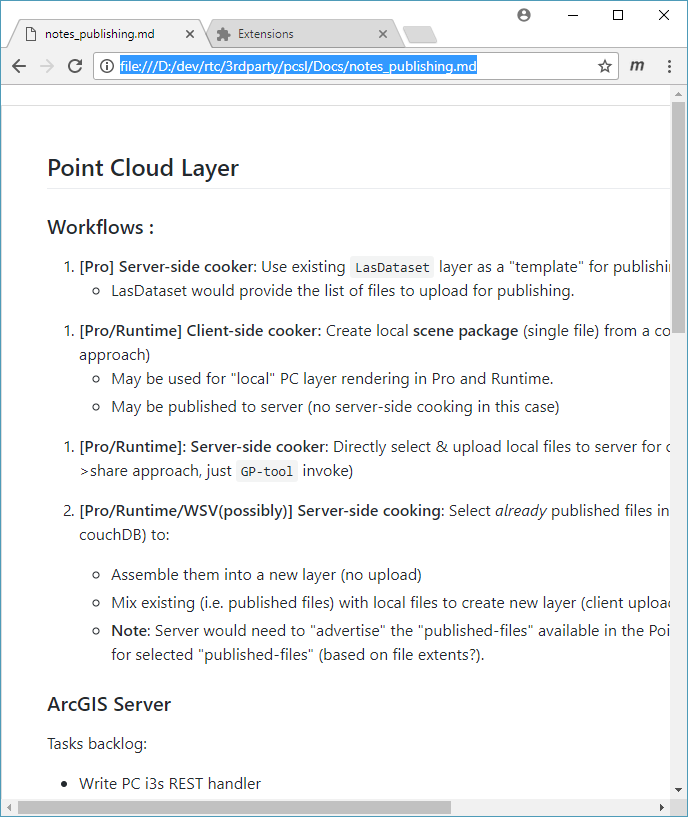 notes_publishing.md
Extensions
file:///D:/dev/rtc/3rdparty/pcsl/Docs/notes_publishing.md
m
Point Cloud Layer
Workflows :
1. [Pro] Server-side cooker: Use existing LasDataset layer as a "template" for publishi
LasDataset would provide the list of files to upload for publishing.
1. [Pro/Runtime] Client-side cooker: Create local scene package (single file) from a co
approach)
May be used for "local" PC layer rendering in Pro and Runtime.
May be published to server (no server-side cooking in this case)
1. [Pro/Runtime]: Server-side cooker: Directly select & upload local files to server for c
>share approach, just GP-tool invoke)
2. [Pro/Runtime/WSV(possibly)] Server-side cooking: Select already published files in
couchDB) to:
Assemble them into a new layer (no upload)
Mix existing (i.e. published files) with local files to create new layer (client uploa
Note: Server would need to "advertise" the "published-files" available in the Poi
for selected "published-files" (based on file extents?).
ArcGIS Server
Tasks backlog:
Write PC i3s REST handler